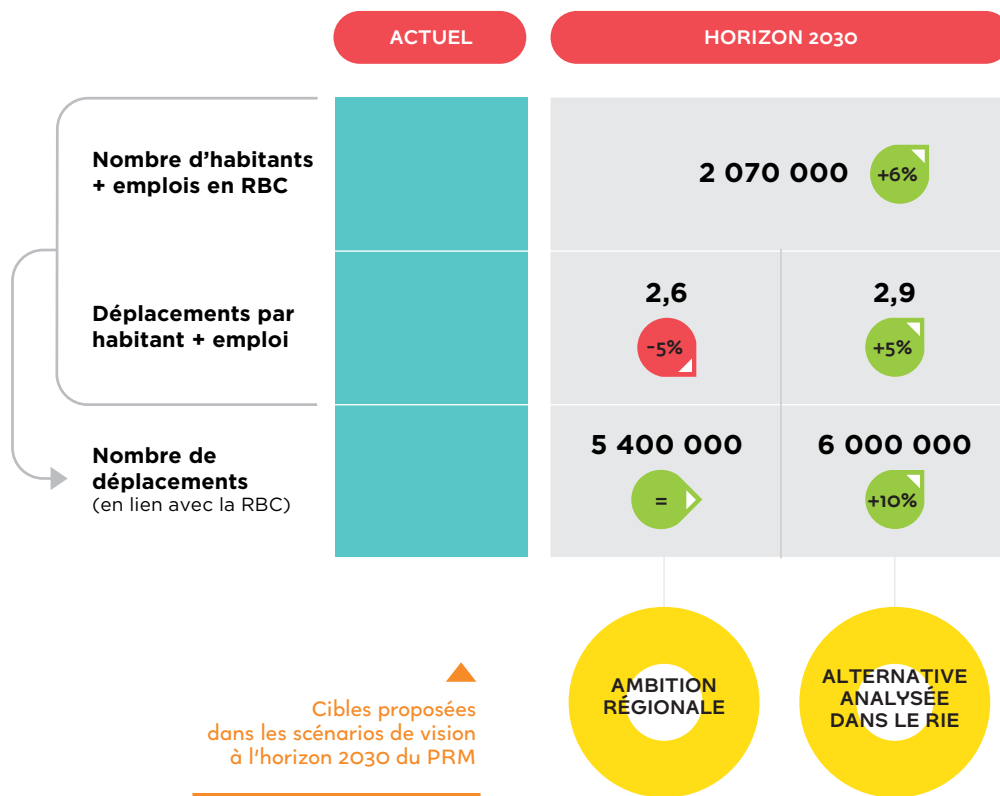 ACTUEL
HORIZON 2030
Nombre d'habitants
+ emplois en RBC
2 070 000
+6%
Déplacements par
habitant + emploi
2,6
-5%
2,9
+5%
Nombre de
déplacements
(en lien avec la RBC)
5 400 000
=
6 000 000
+10%
AMBITION
RÉGIONALE
ALTERNATIVE
ANALYSÉE
DANS LE RIE
Cibles proposées
dans les scénarios de vision
à l'horizon 2030 du PRM